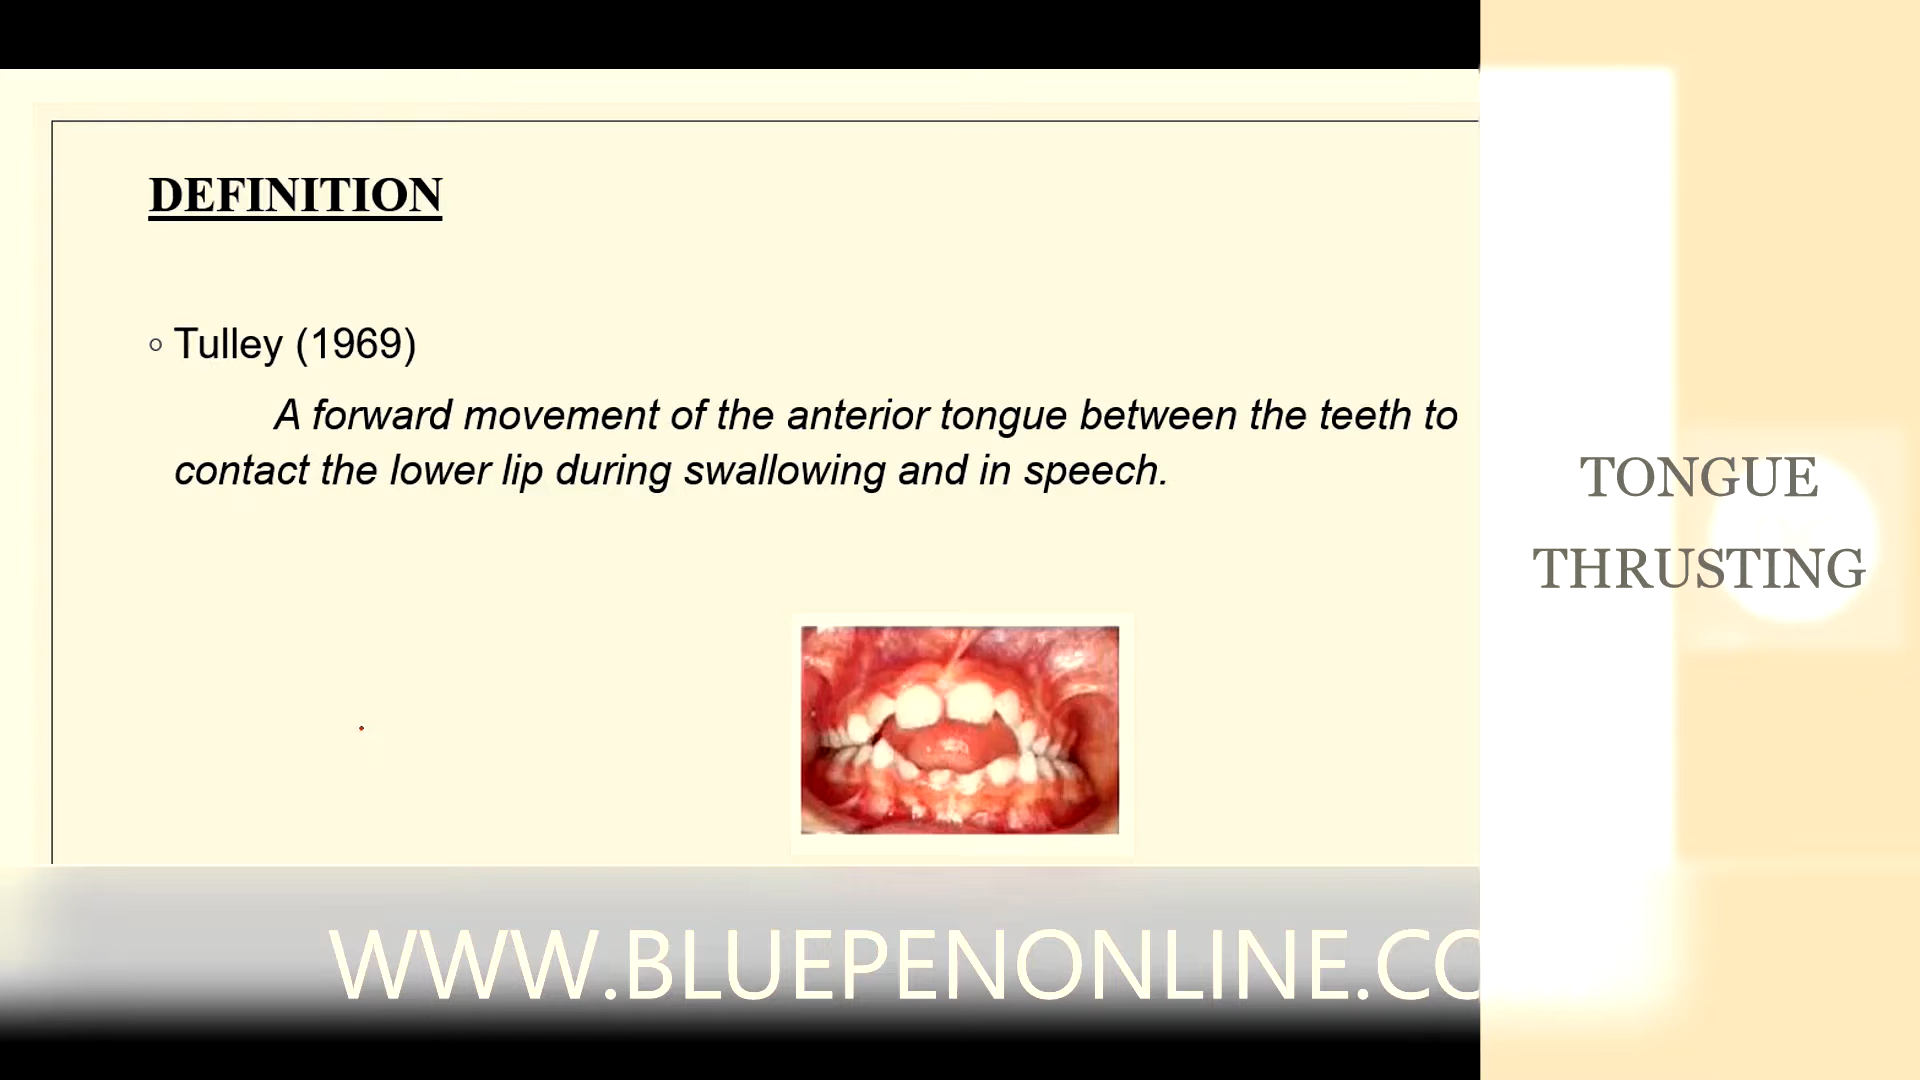 DEFINITION
Tulley (1969)
A forward movement of the anterior tongue between the teeth to
contact the lower lip during swallowing and in speech.
TONGUE
THRUSTING
WWW.BLUEPENONLINE.CO